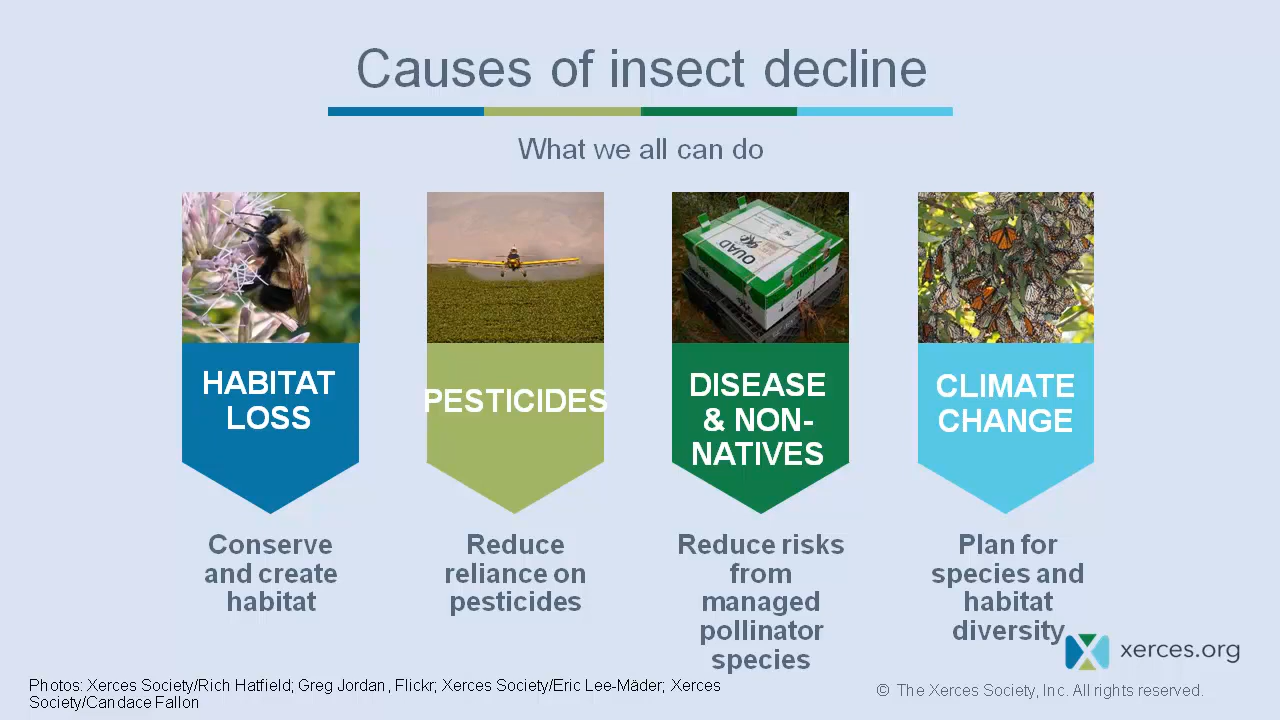 Causes of insect decline
What we all can do
QUAD
HABITAT
LOSS
PESTICIDES
DISEASE
& NON-
NATIVES
CLIMATE
CHANGE
Conserve
and create
habitat
Reduce
reliance on
pesticides
Reduce risks
from
managed
pollinator
species
Plan for
species and
habitat
diversity
xerces.org
Photos: Xerces Society/Rich Hatfield; Greg Jordan, Flickr; Xerces Society/Eric Lee-Mäder; Xerces
Society/Candace Fallon
© The Xerces Society, Inc. All rights reserved.